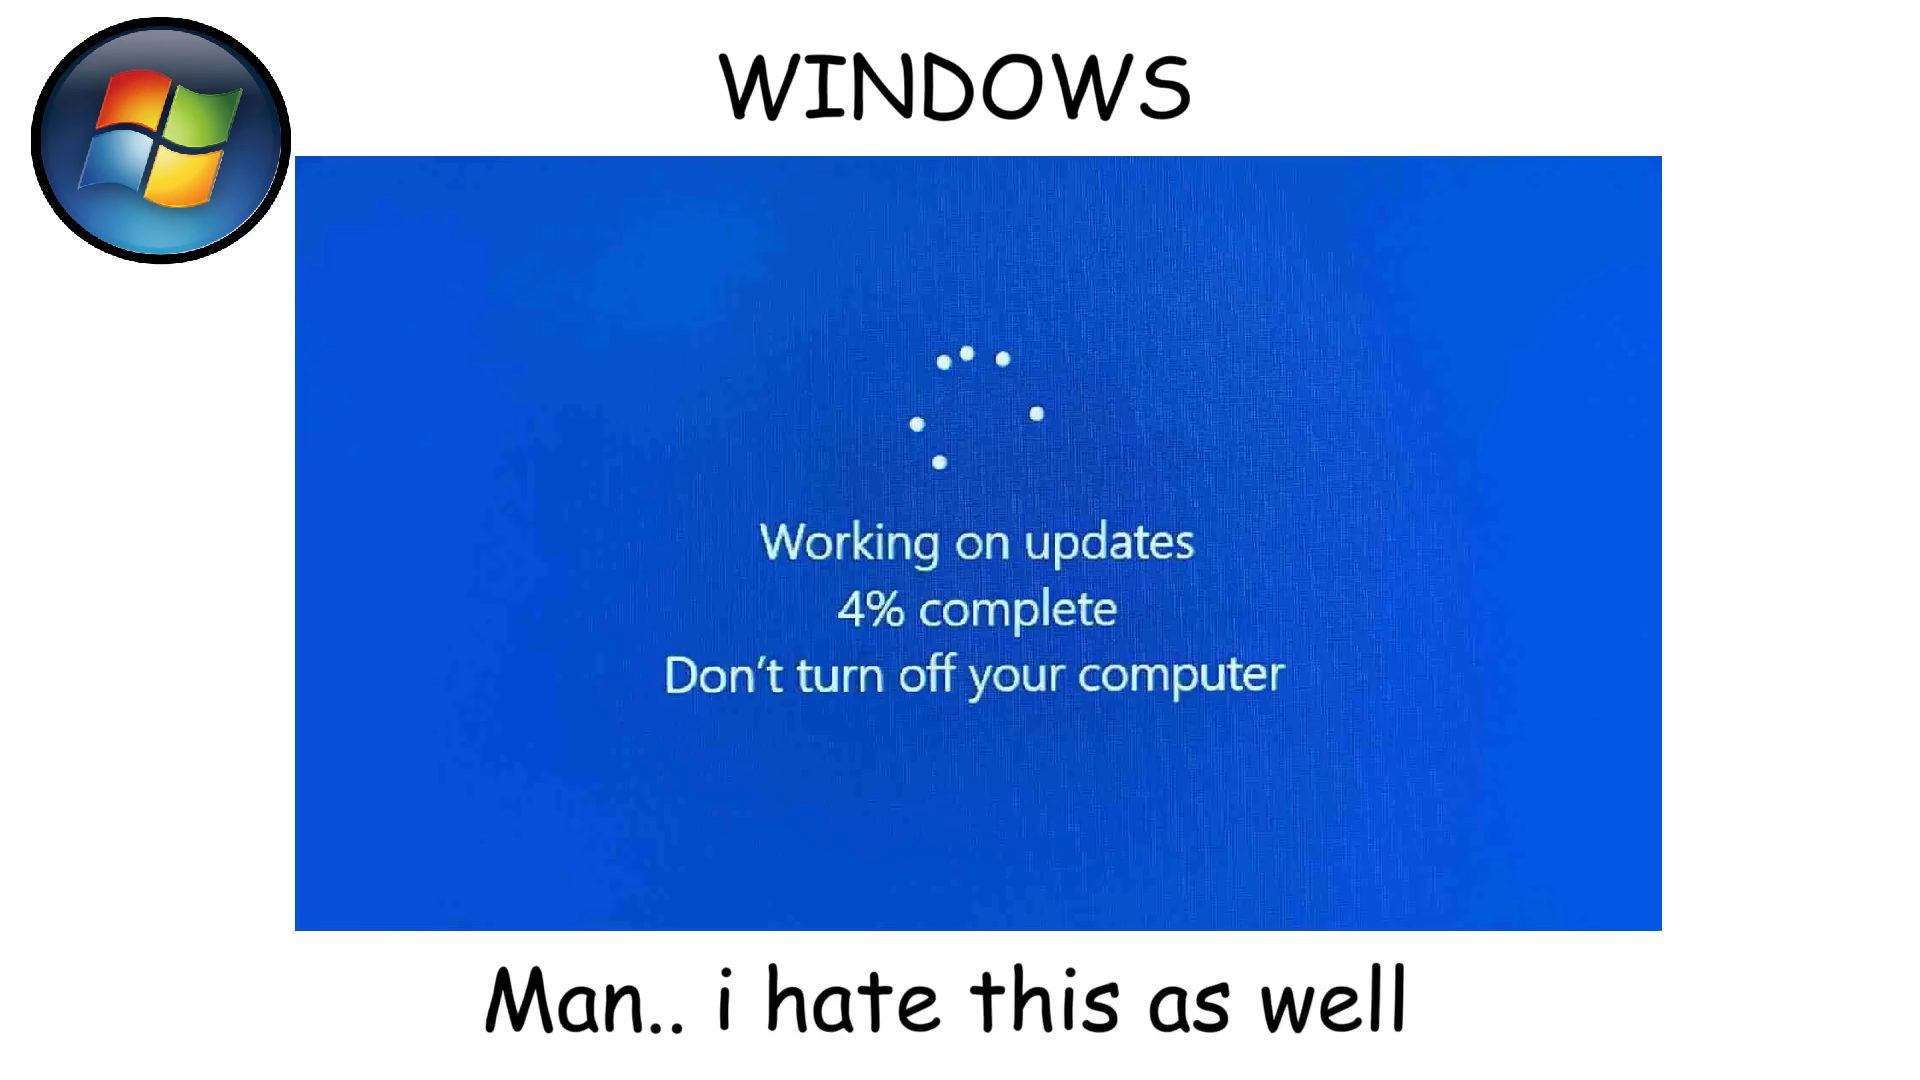 WINDOWS
Working on updates
4% complete
Don't turn off your computer
Man.. i hate this as well